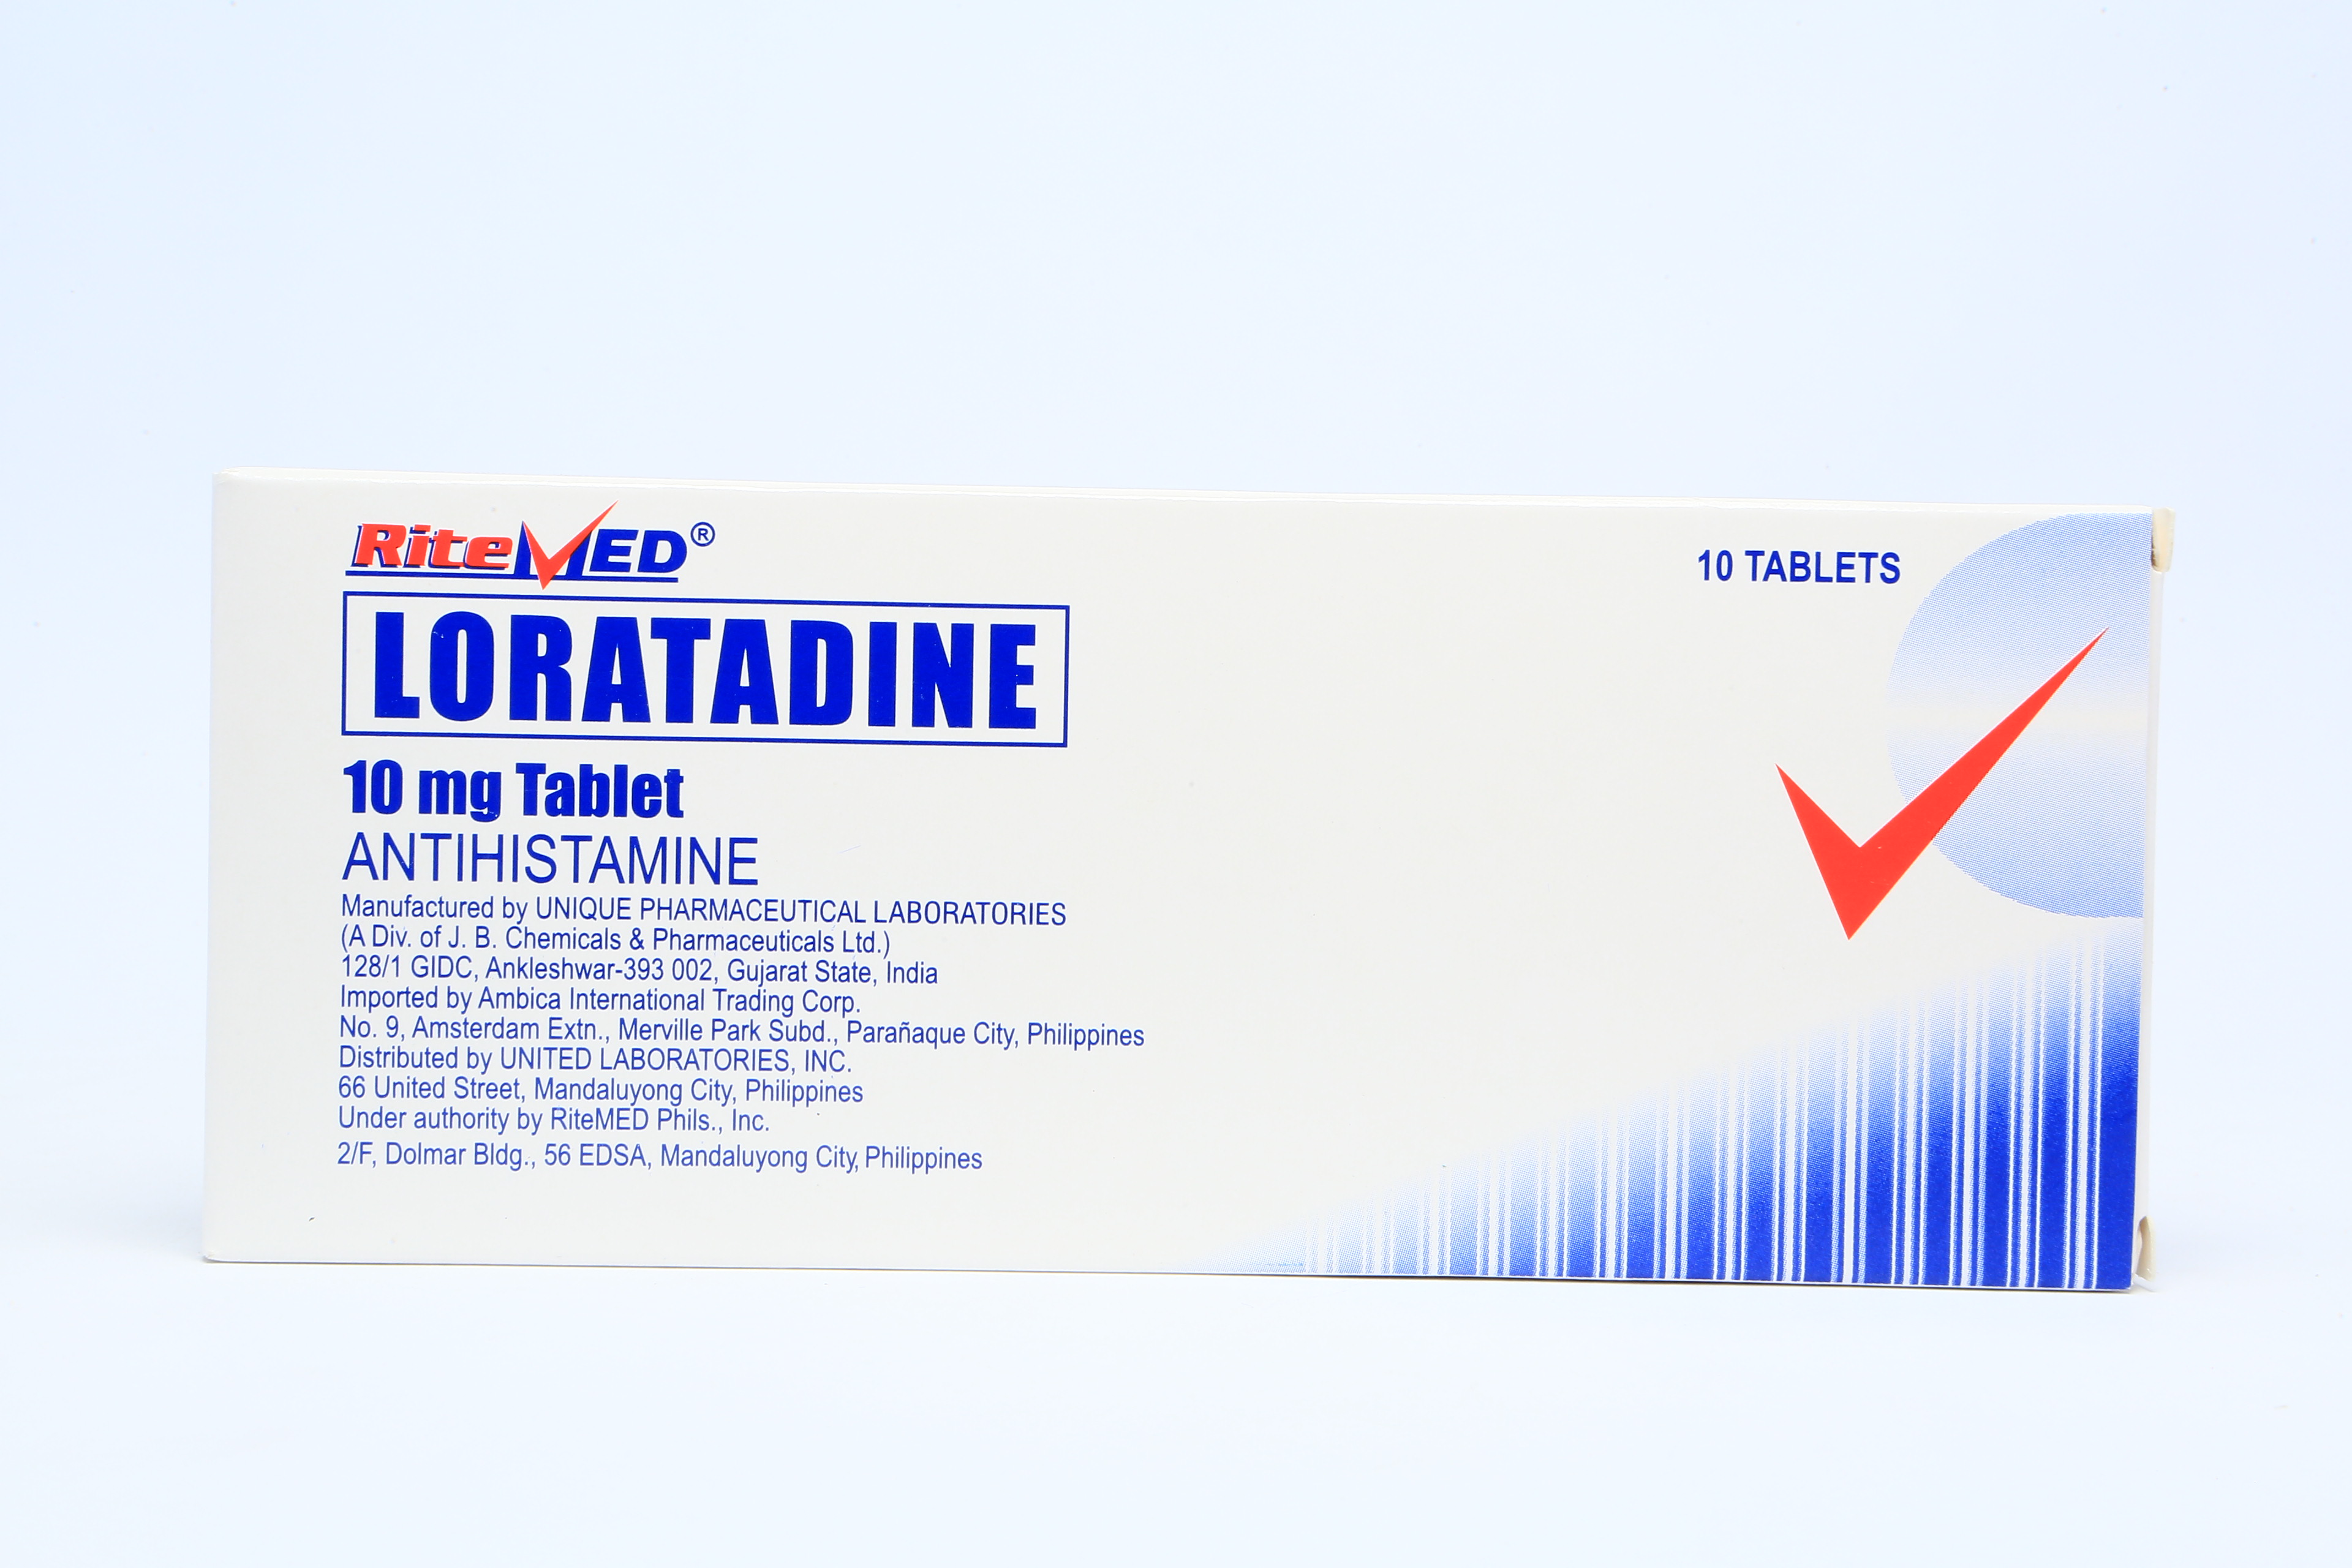 RiteMED®
10 TABLETS
LORATADINE
10 mg Tablet
ANTIHISTAMINE
Manufactured by UNIQUE PHARMACEUTICAL LABORATORIES
(A Div. of J. B. Chemicals & Pharmaceuticals Ltd.)
128/1 GIDC, Ankleshwar-393 002, Gujarat State, India
Imported by Ambica International Trading Corp.
No. 9, Amsterdam Extn., Merville Park Subd., Parañaque City, Philippines
Distributed by UNITED LABORATORIES, INC.
66 United Street, Mandaluyong City, Philippines
Under authority by RiteMED Phils., Inc.
2/F, Dolmar Bldg., 56 EDSA, Mandaluyong City, Philippines